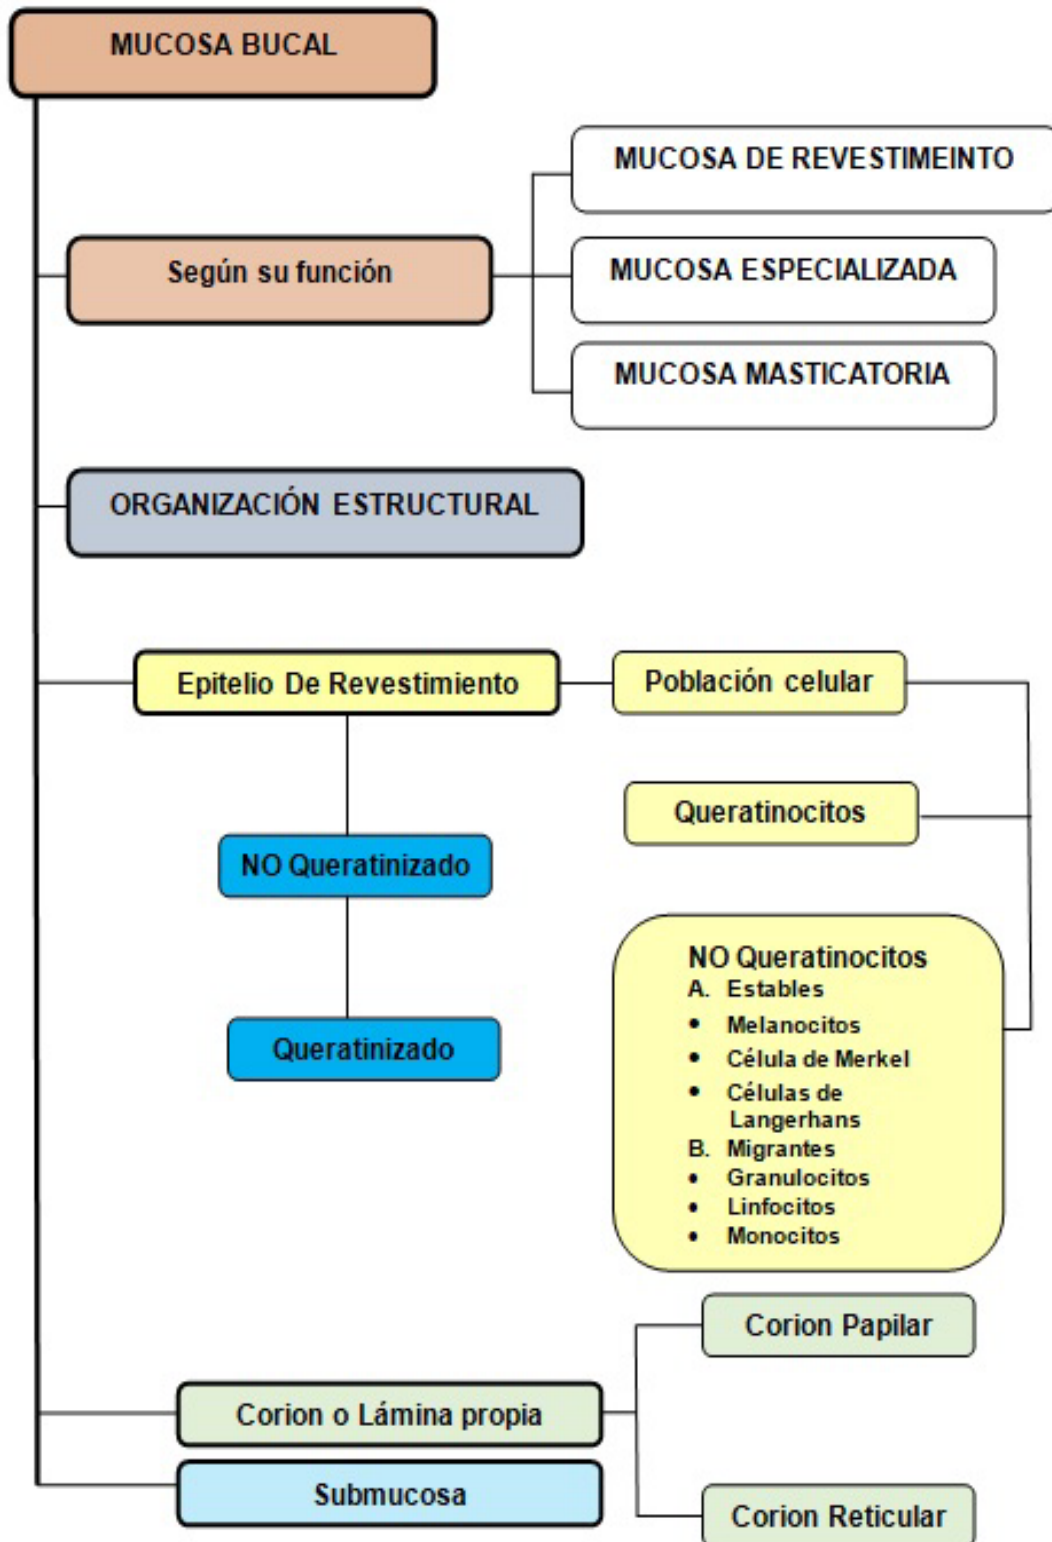 MUCOSA BUCAL
MUCOSA DE REVESTIMEINTO
Según su función
MUCOSA ESPECIALIZADA
MUCOSA MASTICATORIA
ORGANIZACIÓN ESTRUCTURAL
Epitelio De Revestimiento
Población celular
Queratinocitos
NO Queratinizado
Queratinizado
NO Queratinocitos
A. Estables
• Melanocitos
• Célula de Merkel
• Células de
Langerhans
B. Migrantes
• Granulocitos
• Linfocitos
• Monocitos
Corion Papilar
Corion o Lámina propia
Submucosa
Corion Reticular